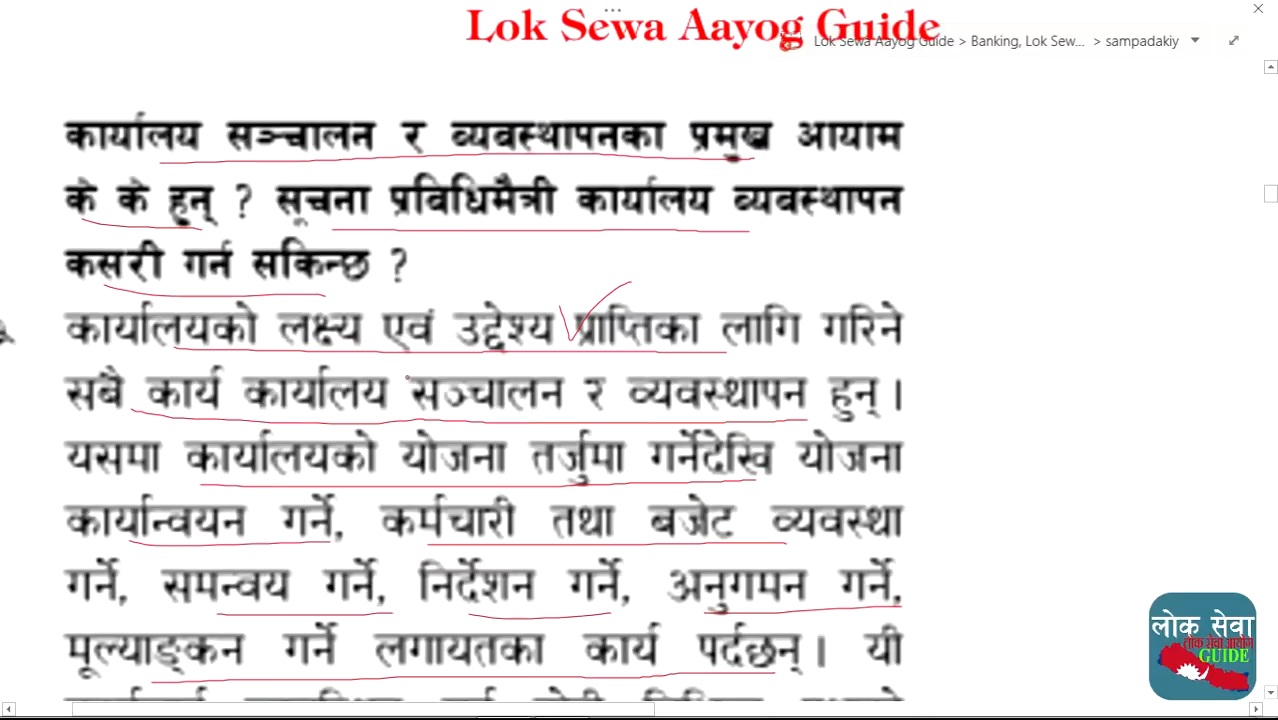 Lok Sewa Aayog Guide
Lok Sewa Aayog Guide > Banking, Lok Sew... > sampadakiy
कार्यालय सञ्चालन र व्यवस्थापनका प्रमुख आयाम
के के हुन् ? सूचना प्रविधिमैत्री कार्यालय व्यवस्थापन
कसरी गर्न सकिन्छ ?
कार्यालयको लक्ष्य एवं उद्देश्य प्राप्तिका लागि गरिने
सबै कार्य कार्यालय सञ्चालन र व्यवस्थापन हुन् ।
यसमा कार्यालयको योजना तर्जुमा गर्नेदेखि योजना
कार्यान्वयन गर्ने, कर्मचारी तथा बजेट व्यवस्था
गर्ने, समन्वय गर्ने, निर्देशन गर्ने, अनुगमन गर्ने,
मूल्याङ्कन गर्ने लगायतका कार्य पर्दछन् । यी
लोक सेवा
लोक सेवा आयोग
GUIDE